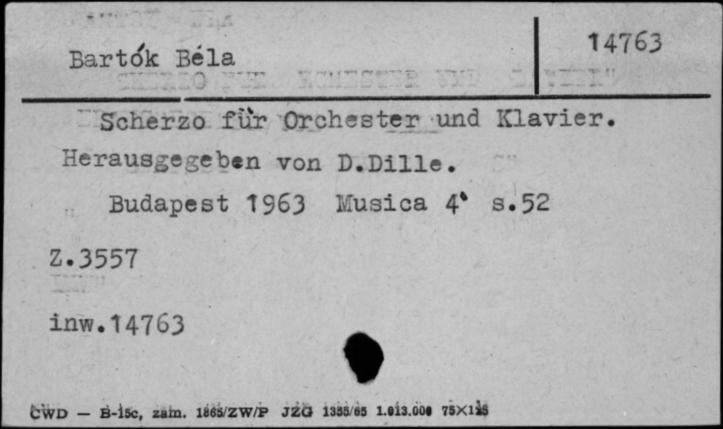 Bartók Béla
14763
Scherzo für Orchester und Klavier.
Herausgegeben von D.Dille.
Budapest 1963 Musica 4° s.52
Z.3557
inw.14763
CWD — B-15c, zam. 1865/ZW/P JZG 1355/65 1.013.000 75×125